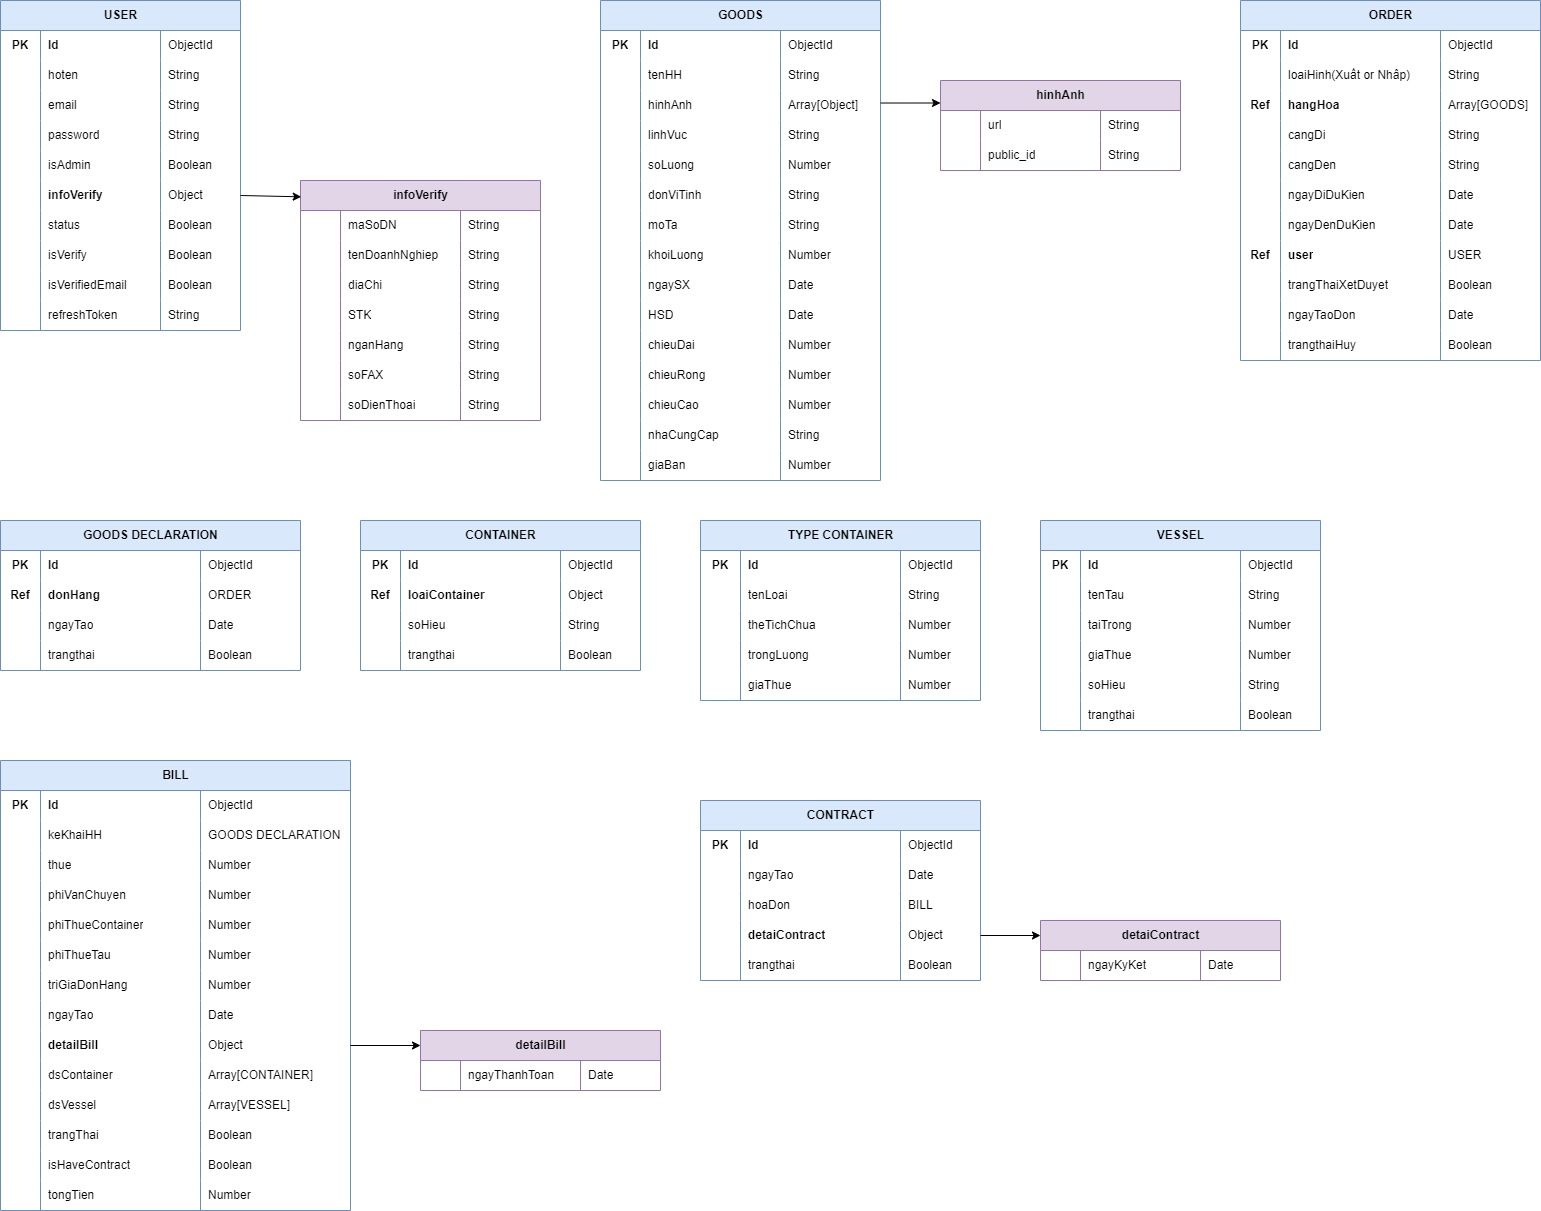 USER
PK Id ObjectId
hoten String
email String
password String
isAdmin Boolean
infoVerify Object
status Boolean
isVerify Boolean
isVerifiedEmail Boolean
refreshToken String
infoVerify
maSoDN String
tenDoanhNghiep String
diaChi String
STK String
nganHang String
soFAX String
soDienThoai String
GOODS
PK Id ObjectId
tenHH String
hinhAnh Array[Object]
linhVuc String
soLuong Number
donViTinh String
moTa String
khoiLuong Number
ngaySX Date
HSD Date
chieuDai Number
chieuRong Number
chieuCao Number
nhaCungCap String
giaBan Number
hinhAnh
url String
public_id String
ORDER
PK Id ObjectId
loaiHinh(Xuất or Nhâp) String
Ref hangHoa Array[GOODS]
cangDi String
cangDen String
ngayDiDuKien Date
ngayDenDuKien Date
Ref user USER
trangThaiXetDuyet Boolean
ngayTaoDon Date
trangthaiHuy Boolean
GOODS DECLARATION
PK Id ObjectId
Ref donHang ORDER
ngayTao Date
trangthai Boolean
CONTAINER
PK Id ObjectId
Ref loaiContainer Object
soHieu String
trangthai Boolean
TYPE CONTAINER
PK Id ObjectId
tenLoai String
theTichChua Number
trongLuong Number
giaThue Number
VESSEL
PK Id ObjectId
tenTau String
taiTrong Number
giaThue Number
soHieu String
trangthai Boolean
BILL
PK Id ObjectId
keKhaiHH GOODS DECLARATION
thue Number
phiVanChuyen Number
phiThueContainer Number
phiThueTau Number
triGiaDonHang Number
ngayTao Date
detailBill Object
dsContainer Array[CONTAINER]
dsVessel Array[VESSEL]
trangThai Boolean
isHaveContract Boolean
tongTien Number
detailBill
ngayThanhToan Date
CONTRACT
PK Id ObjectId
ngayTao Date
hoaDon BILL
detaiContract Object
trangthai Boolean
detaiContract
ngayKyKet Date